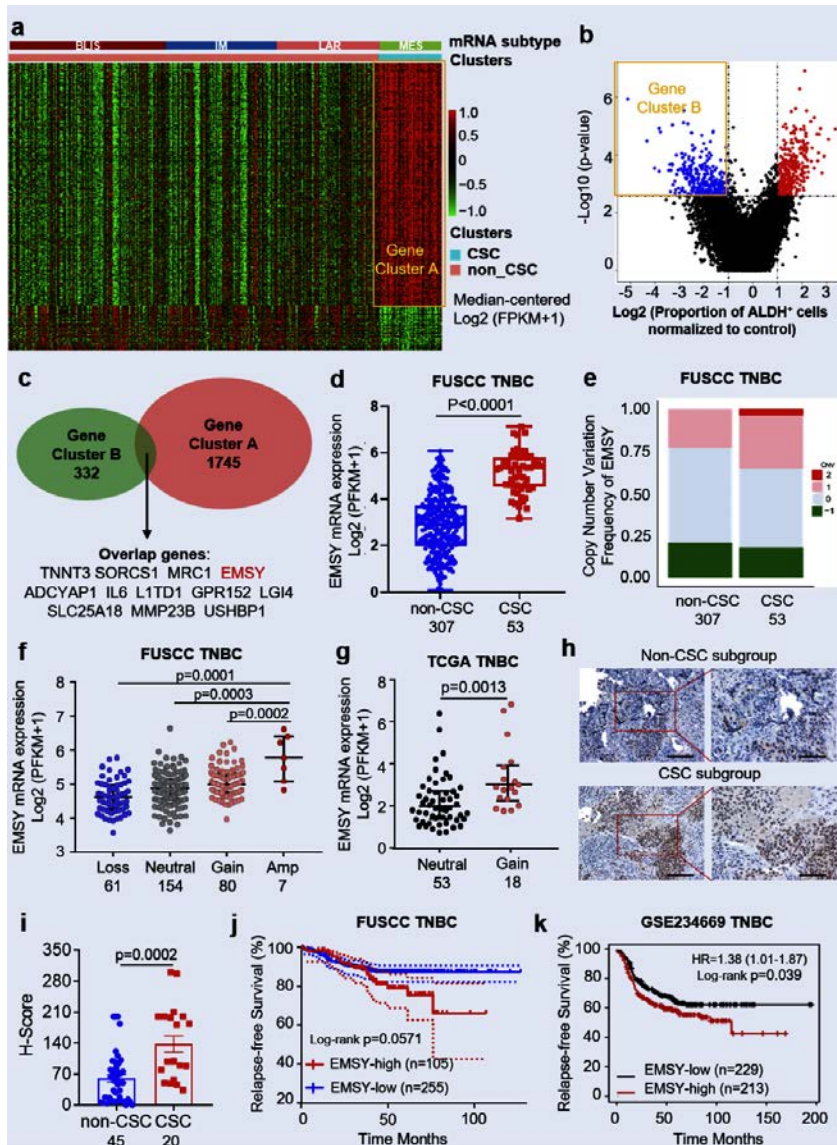 a
BLIS IM LAR MES
mRNA subtype
Clusters
1.0
0.5
0
-0.5
-1.0
Clusters
CSC
non_CSC
Gene
Cluster A
Median-centered
Log2 (FPKM+1)
b
Gene
Cluster B
-Log10 (p-value)
6
4
2
0
-5 -4 -3 -2 -1 0 1 2 3
Log2 (Proportion of ALDH+ cells
normalized to control)
c
Gene
Cluster B
332
Gene
Cluster A
1745
Overlap genes:
TNNT3 SORCS1 MRC1 EMSY
ADCYAP1 IL6 L1TD1 GPR152 LGI4
SLC25A18 MMP23B USHBP1
d
FUSCC TNBC
P<0.0001
EMSY mRNA expression
Log2 (PFKM+1)
8
6
4
2
0
non-CSC CSC
307 53
e
FUSCC TNBC
Copy Number Variation
Frequency of EMSY
1.00
0.75
0.50
0.25
0.00
2
1
0
-1
non-CSC CSC
307 53
f
FUSCC TNBC
p=0.0001
p=0.0003
p=0.0002
EMSY mRNA expression
Log2 (PFKM+1)
8
7
6
5
4
3
Loss Neutral Gain Amp
61 154 80 7
g
TCGA TNBC
p=0.0013
EMSY mRNA expression
Log2 (PFKM+1)
8
6
4
2
0
Neutral Gain
53 18
h
Non-CSC subgroup
CSC subgroup
i
p=0.0002
H-Score
350
280
210
140
70
0
non-CSC CSC
45 20
j
FUSCC TNBC
Relapse-free Survival (%)
100
80
60
40
20
Log-rank p=0.0571
EMSY-high (n=105)
EMSY-low (n=255)
0 50 100
Time Months
k
GSE234669 TNBC
HR=1.38 (1.01-1.87)
Log-rank p=0.039
Relapse-free Survival (%)
100
80
60
40
20
0
EMSY-low (n=229)
EMSY-high (n=213)
0 50 100 150 200
Time Months